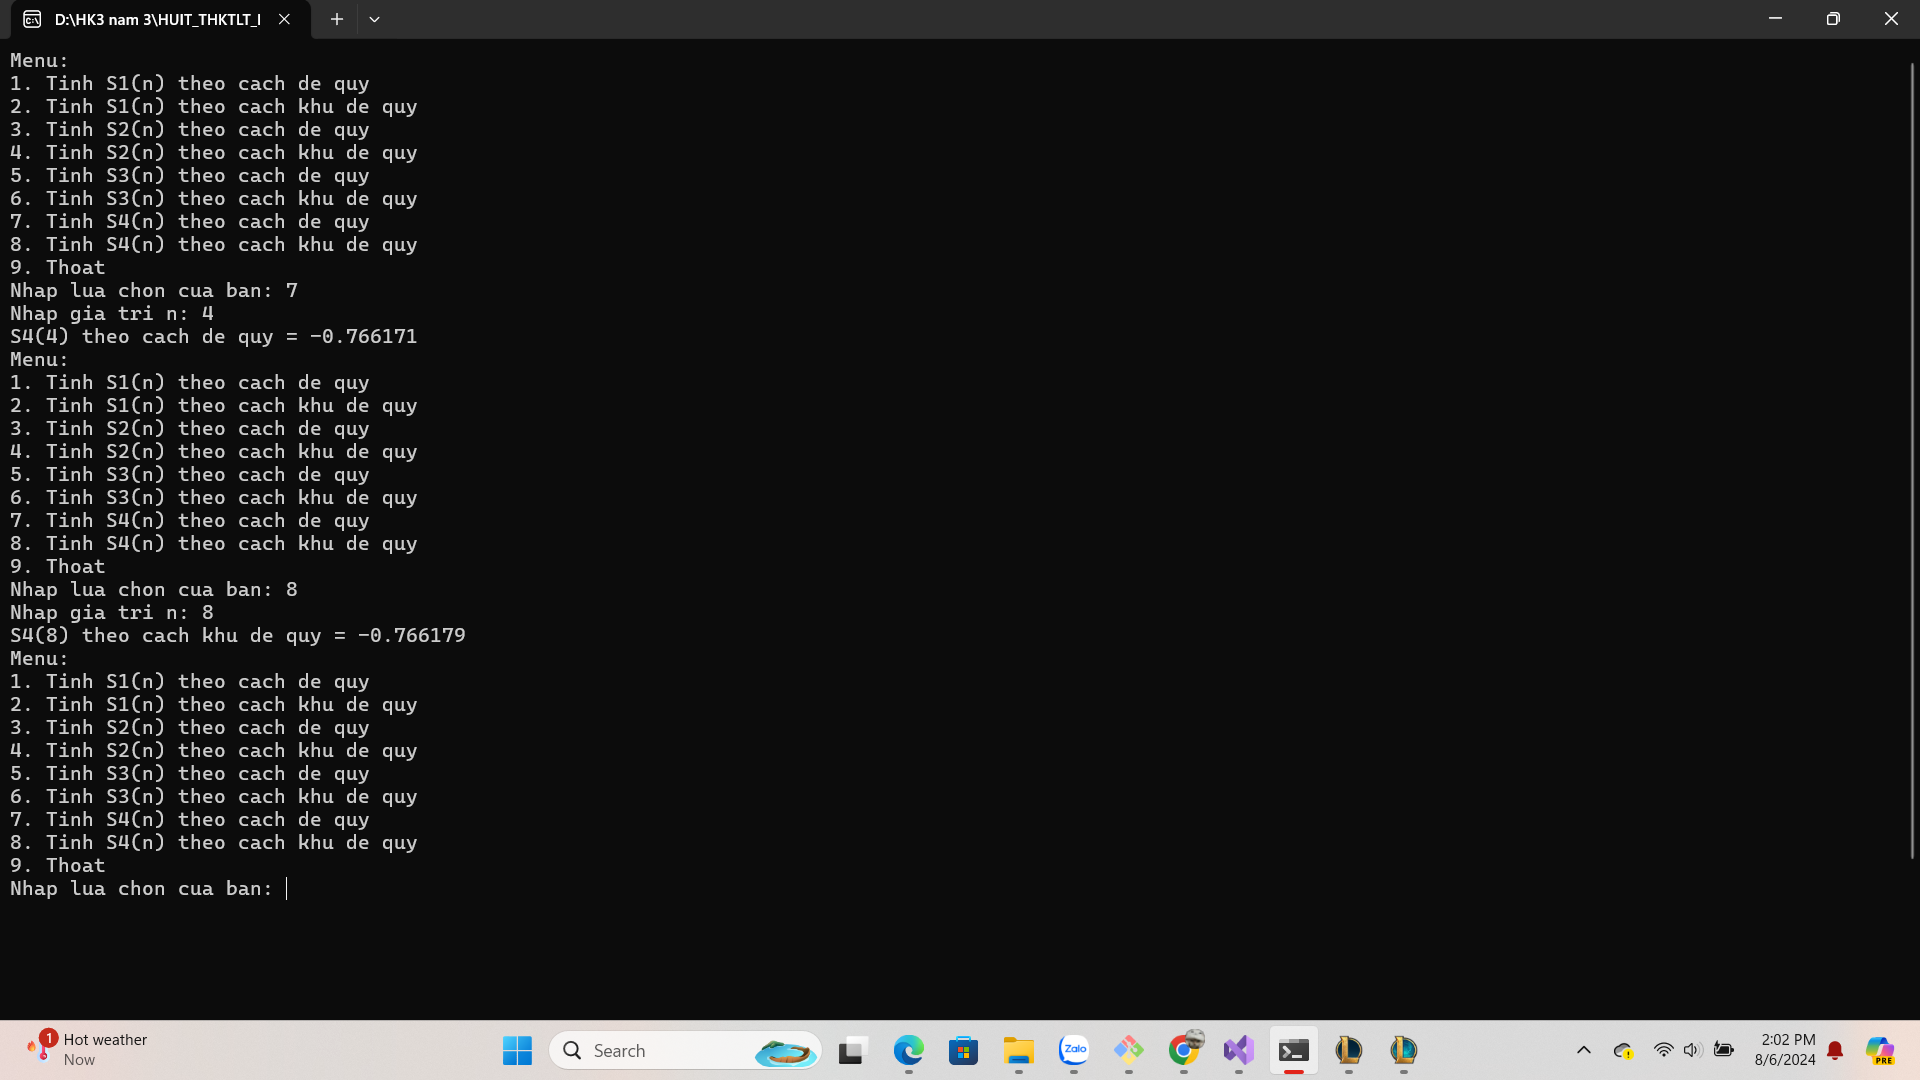 D:\HK3 nam 3\HUIT_THKTLT_I
Menu:
1. Tinh S1(n) theo cach de quy
2. Tinh S1(n) theo cach khu de quy
3. Tinh S2(n) theo cach de quy
4. Tinh S2(n) theo cach khu de quy
5. Tinh S3(n) theo cach de quy
6. Tinh S3(n) theo cach khu de quy
7. Tinh S4(n) theo cach de quy
8. Tinh S4(n) theo cach khu de quy
9. Thoat
Nhap lua chon cua ban: 7
Nhap gia tri n: 4
S4(4) theo cach de quy = -0.766171
Menu:
1. Tinh S1(n) theo cach de quy
2. Tinh S1(n) theo cach khu de quy
3. Tinh S2(n) theo cach de quy
4. Tinh S2(n) theo cach khu de quy
5. Tinh S3(n) theo cach de quy
6. Tinh S3(n) theo cach khu de quy
7. Tinh S4(n) theo cach de quy
8. Tinh S4(n) theo cach khu de quy
9. Thoat
Nhap lua chon cua ban: 8
Nhap gia tri n: 8
S4(8) theo cach khu de quy = -0.766179
Menu:
1. Tinh S1(n) theo cach de quy
2. Tinh S1(n) theo cach khu de quy
3. Tinh S2(n) theo cach de quy
4. Tinh S2(n) theo cach khu de quy
5. Tinh S3(n) theo cach de quy
6. Tinh S3(n) theo cach khu de quy
7. Tinh S4(n) theo cach de quy
8. Tinh S4(n) theo cach khu de quy
9. Thoat
Nhap lua chon cua ban:
1
Hot weather
Now
Search
Zalo
2:02 PM
8/6/2024
PRE